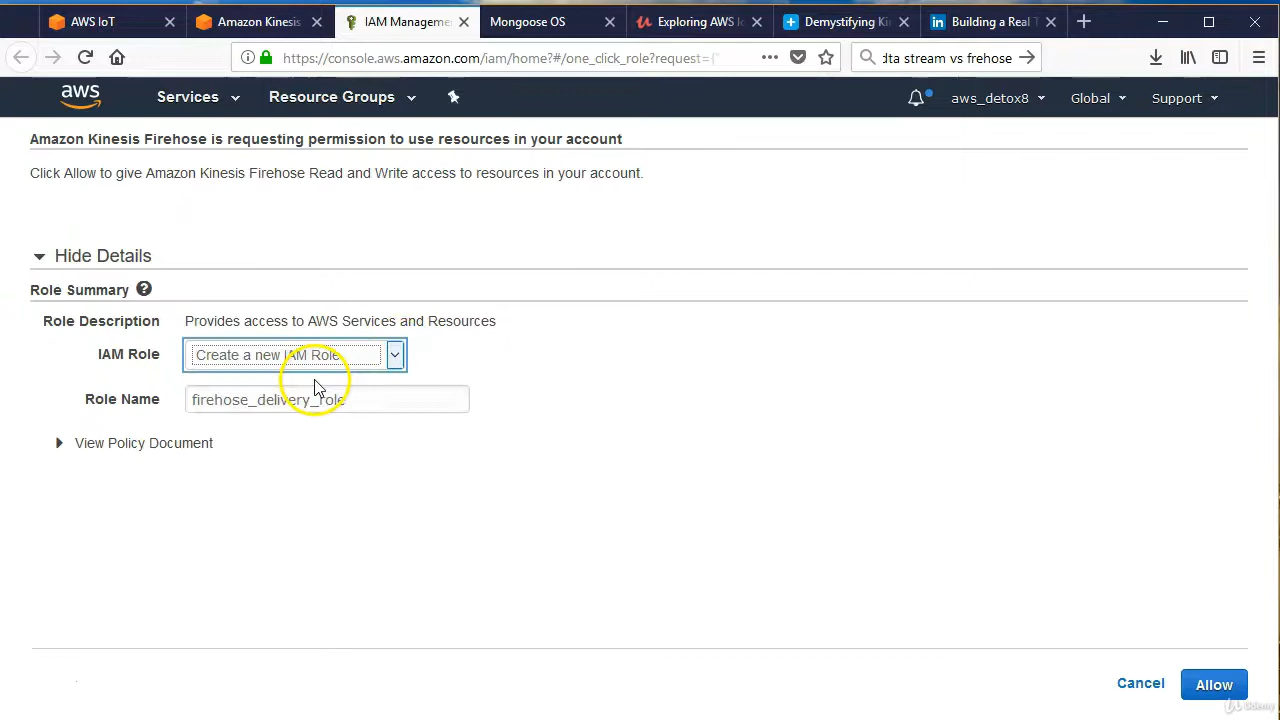 AWS IoT
Amazon Kinesis
IAM Manageme
Mongoose OS
Exploring AWS I
Demystifying Ki
Building a Real T
https://console.aws.amazon.com/iam/home?#/one_click_role?request={"
dta stream vs frehose
aws
Services
Resource Groups
aws_detox8
Global
Support
Amazon Kinesis Firehose is requesting permission to use resources in your account
Click Allow to give Amazon Kinesis Firehose Read and Write access to resources in your account.
Hide Details
Role Summary
Role Description Provides access to AWS Services and Resources
IAM Role Create a new IAM Role
Role Name firehose_delivery_role
View Policy Document
Cancel
Allow
Udemy